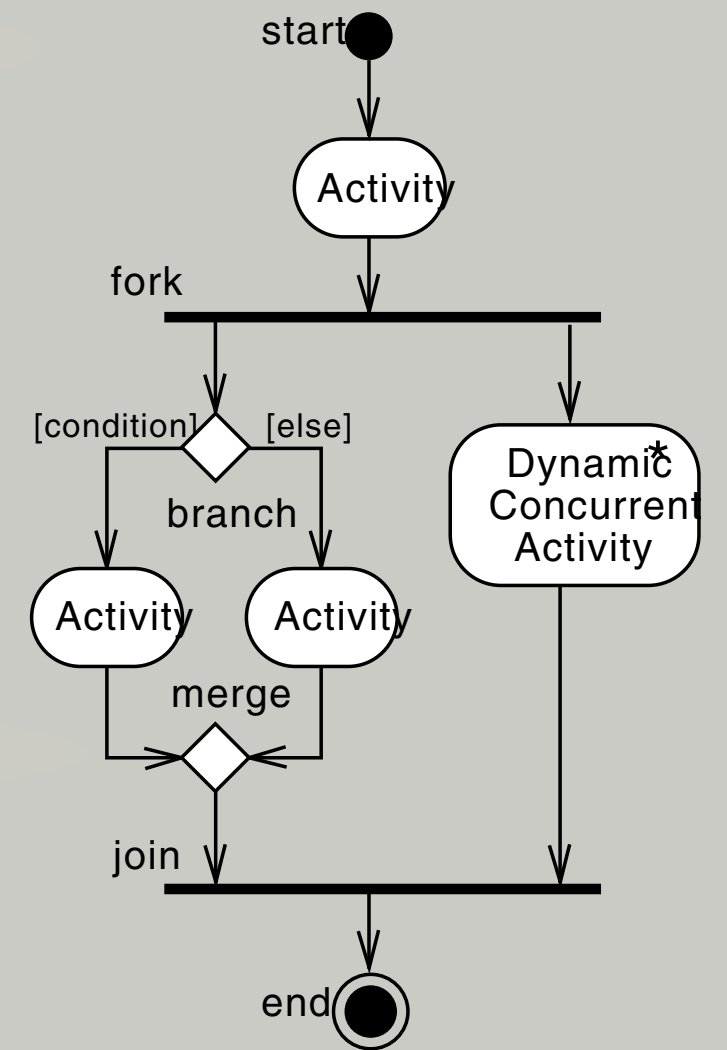 start
Activity
fork
[condition]
[else]
*
Dynamic
Concurrent
Activity
branch
Activity
Activity
merge
join
end